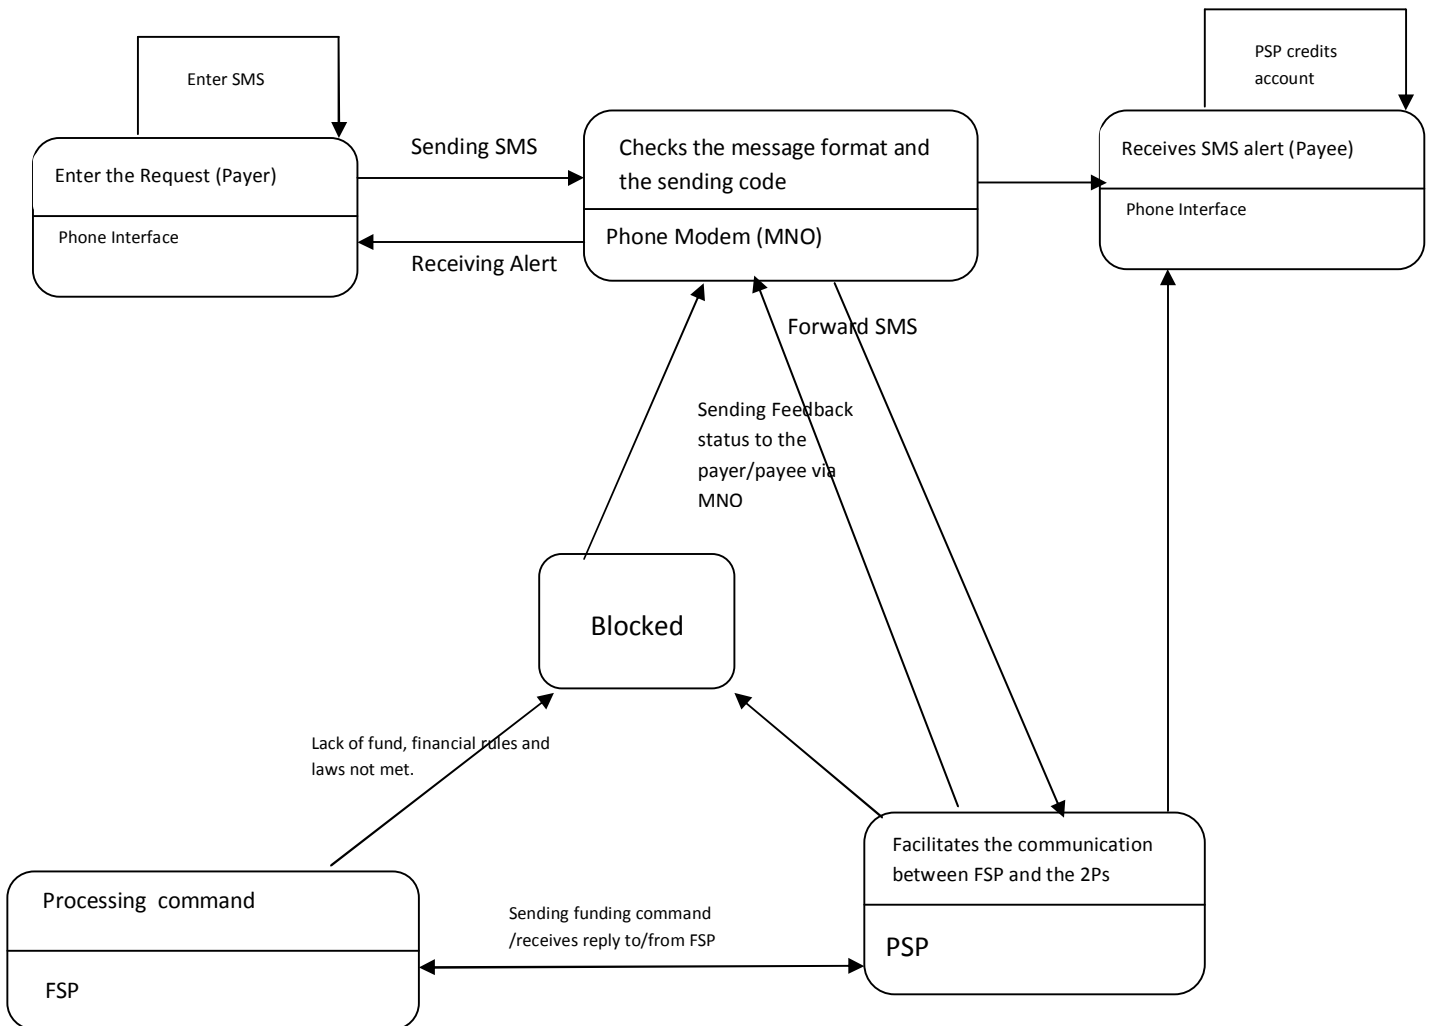 Enter SMS
PSP credits
account
Enter the Request (Payer)
Phone Interface
Sending SMS
Receiving Alert
Checks the message format and
the sending code
Phone Modem (MNO)
Receives SMS alert (Payee)
Phone Interface
Forward SMS
Sending Feedback
status to the
payer/payee via
MNO
Blocked
Lack of fund, financial rules and
laws not met.
Processing command
FSP
Sending funding command
/receives reply to/from FSP
Facilitates the communication
between FSP and the 2Ps
PSP